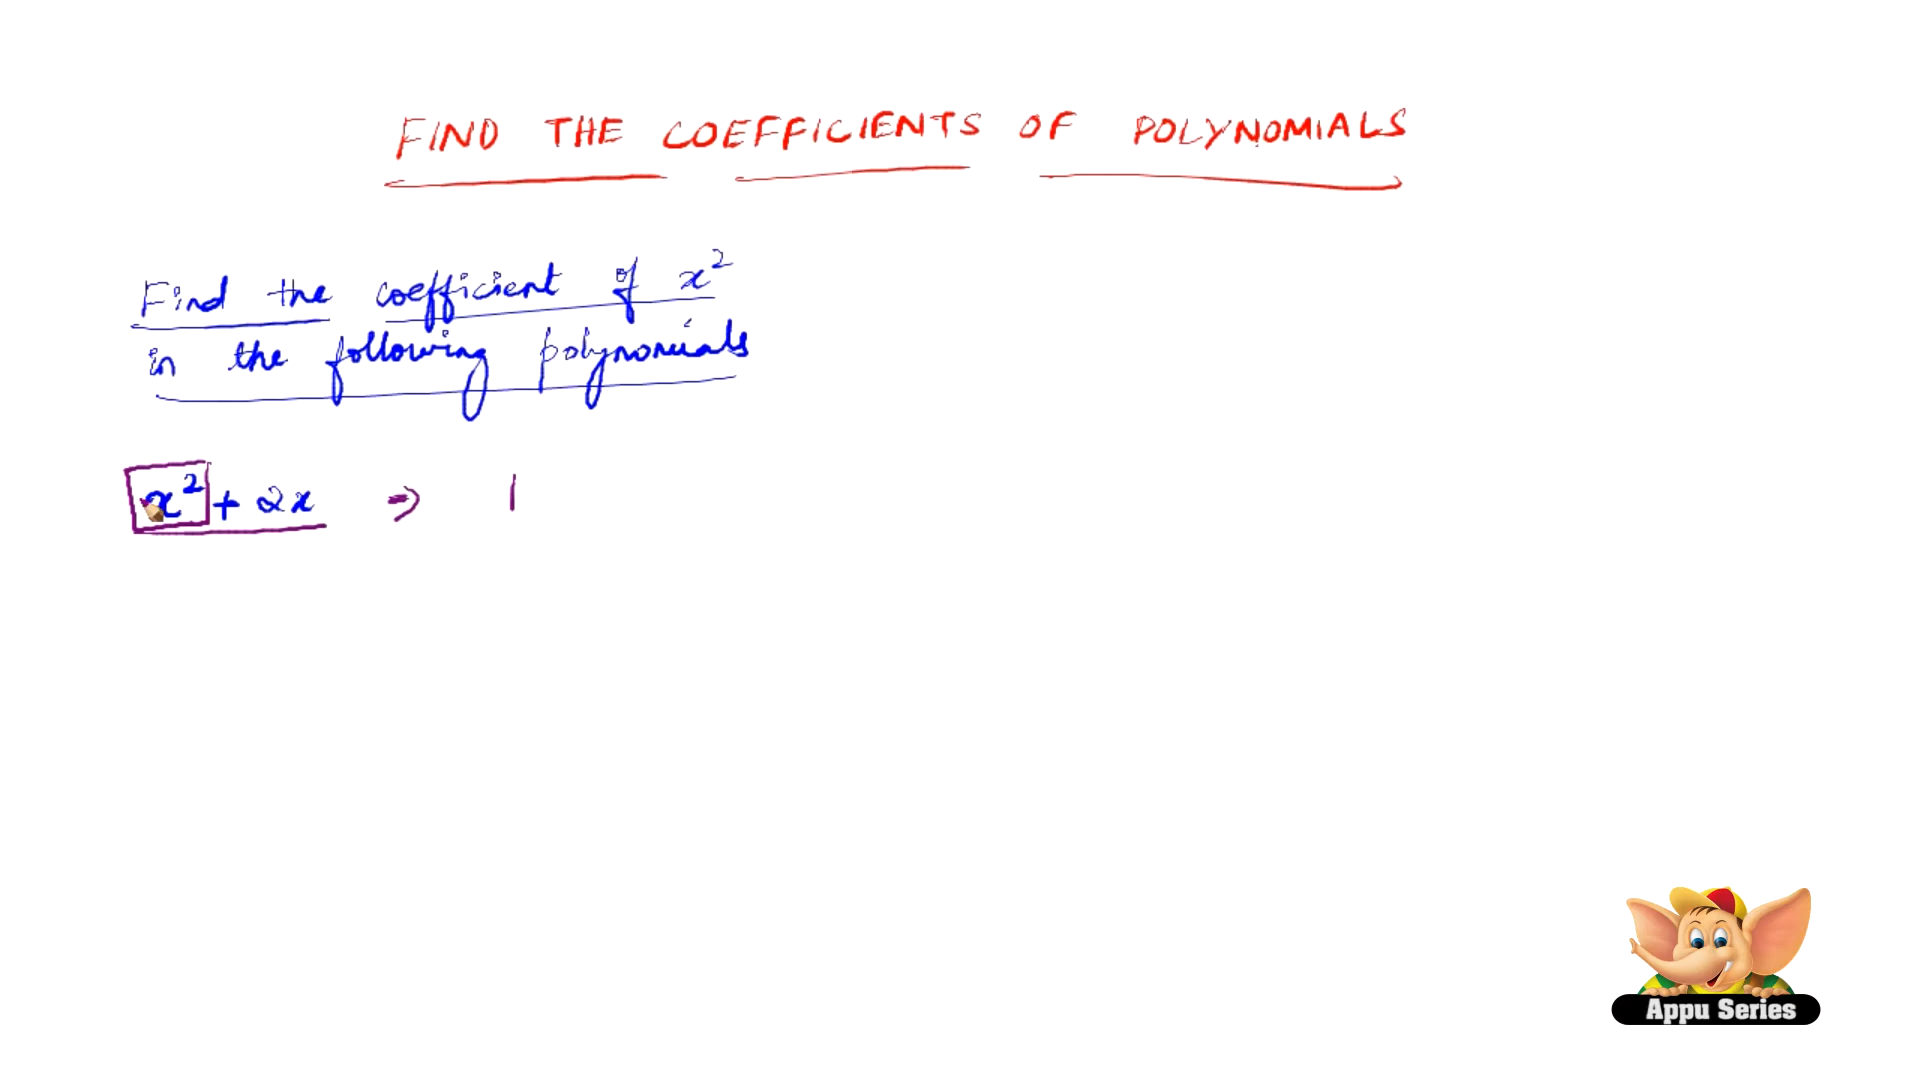 FIND THE COEFFICIENTS OF POLYNOMIALS
Find the coefficient of x²
in the following polynomials
x² + 2x ⇒ 1
Appu Series